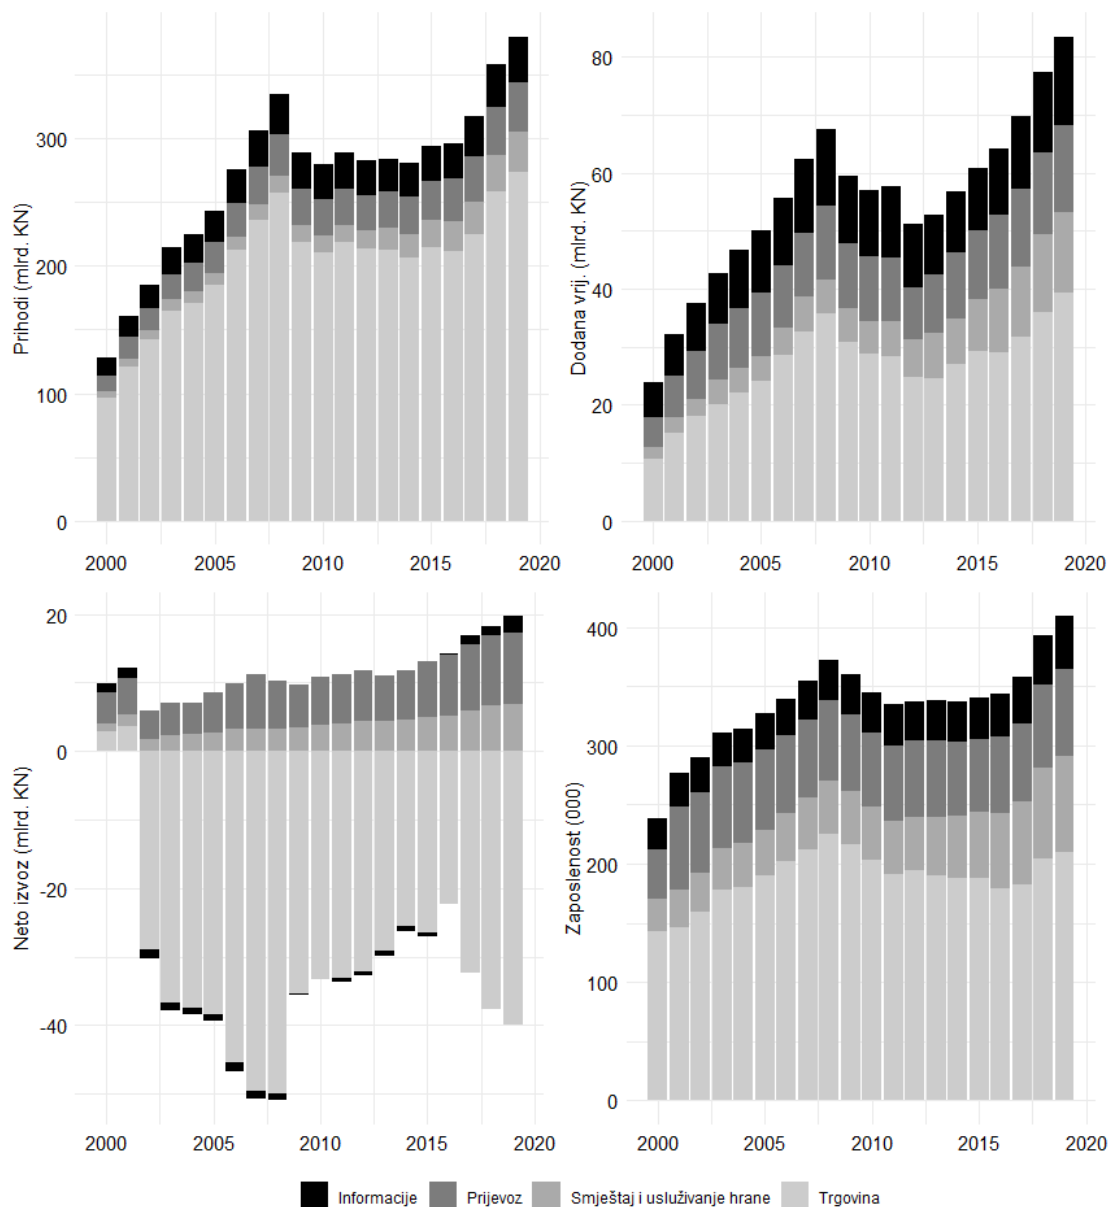 Prihodi (mlrd. KN)
300
200
100
0
2000 2005 2010 2015 2020
Dodana vrij. (mlrd. KN)
80
60
40
20
0
2000 2005 2010 2015 2020
Neto izvoz (mlrd. KN)
20
0
-20
-40
2000 2005 2010 2015 2020
Zaposlenost (000)
400
300
200
100
0
2000 2005 2010 2015 2020
Informacije Prijevoz Smještaj i usluživanje hrane Trgovina